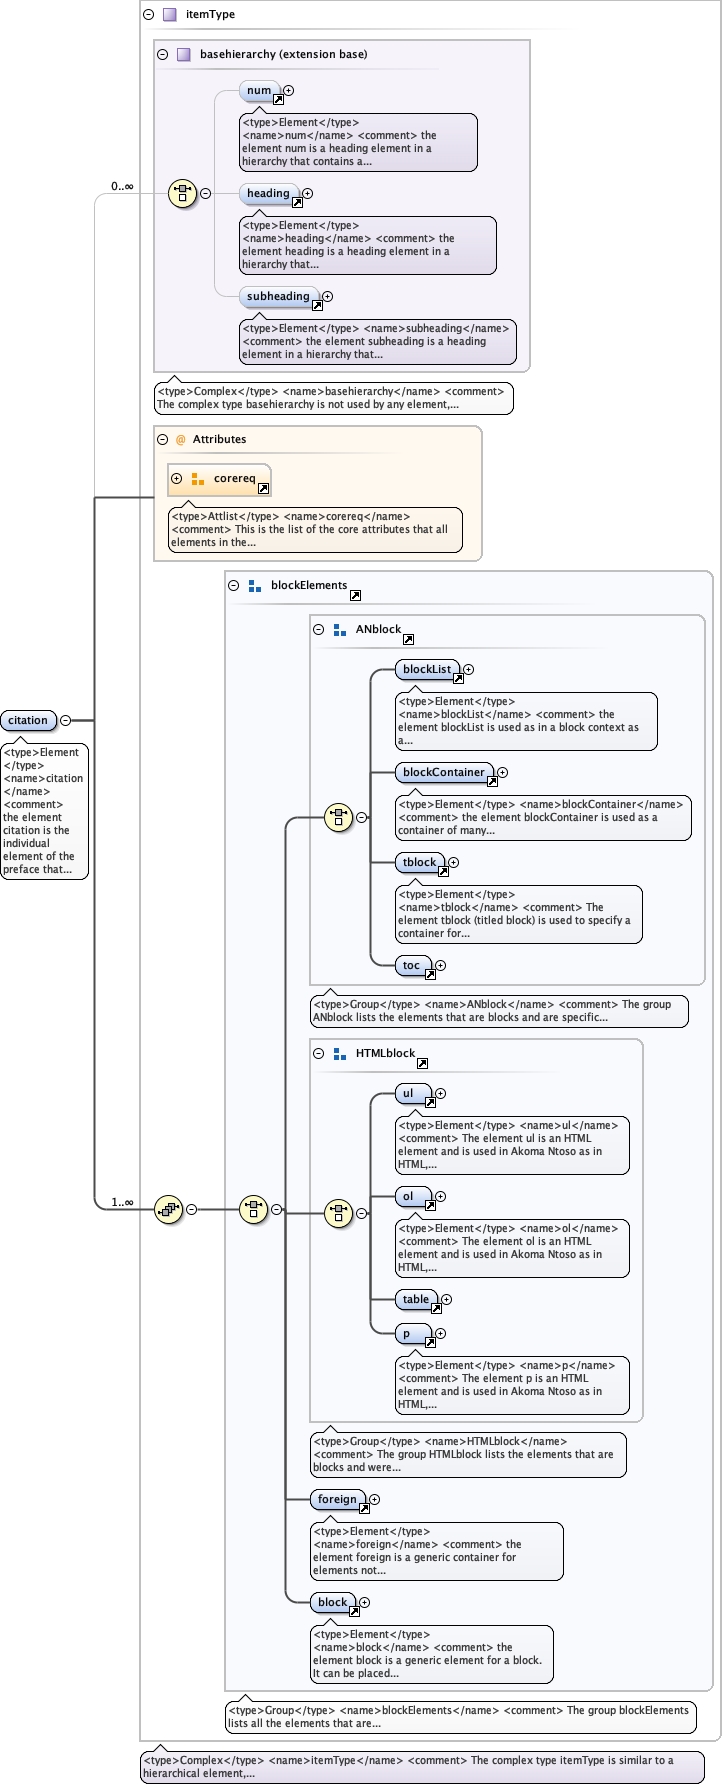 itemType
basehierarchy (extension base)
num
<type>Element</type>
<name>num</name> <comment> the
element num is a heading element in a
hierarchy that contains a...
0..∞
heading
<type>Element</type>
<name>heading</name> <comment> the
element heading is a heading element in a
hierarchy that...
subheading
<type>Element</type> <name>subheading</name>
<comment> the element subheading is a heading
element in a hierarchy that...
<type>Complex</type> <name>basehierarchy</name> <comment>
The complex type basehierarchy is not used by any element,...
@ Attributes
corereq
<type>Attlist</type> <name>corereq</name>
<comment> This is the list of the core attributes that all
elements in the...
blockElements
ANblock
blockList
<type>Element</type>
<name>blockList</name> <comment> the
element blockList is used as in a block context as
a...
citation
<type>Element
</type>
<name>citation
</name>
<comment>
the element
citation is the
individual
element of the
preface that...
blockContainer
<type>Element</type> <name>blockContainer</name>
<comment> the element blockContainer is used as a
container of many...
tblock
<type>Element</type>
<name>tblock</name> <comment> The
element tblock (titled block) is used to specify a
container for...
toc
<type>Group</type> <name>ANblock</name> <comment> The group
ANblock lists the elements that are blocks and are specific...
HTMLblock
ul
<type>Element</type> <name>ul</name>
<comment> The element ul is an HTML
element and is used in Akoma Ntoso as in
HTML,...
1..∞
ol
<type>Element</type> <name>ol</name>
<comment> The element ol is an HTML
element and is used in Akoma Ntoso as in
HTML,...
table
p
<type>Element</type> <name>p</name>
<comment> The element p is an HTML
element and is used in Akoma Ntoso as in
HTML,...
<type>Group</type> <name>HTMLblock</name>
<comment> The group HTMLblock lists the elements that are
blocks and were...
foreign
<type>Element</type>
<name>foreign</name> <comment> the
element foreign is a generic container for
elements not...
block
<type>Element</type>
<name>block</name> <comment> the
element block is a generic element for a block.
It can be placed...
<type>Group</type> <name>blockElements</name> <comment> The group blockElements
lists all the elements that are...
<type>Complex</type> <name>itemType</name> <comment> The complex type itemType is similar to a
hierarchical element,...